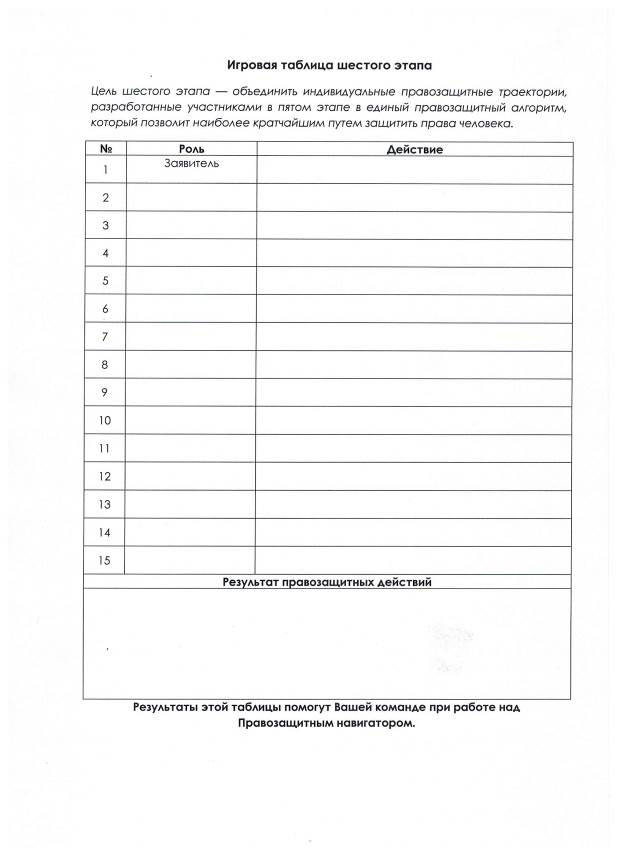 Игровая таблица шестого этапа
Цель шестого этапа — объединить индивидуальные правозащитные траектории,
разработанные участниками в пятом этапе в единый правозащитный алгоритм,
который позволит наиболее кратчайшим путем защитить права человека.
№ Роль Действие
1 Заявитель
2
3
4
5
6
7
8
9
10
11
12
13
14
15
Результат правозащитных действий
Результаты этой таблицы помогут Вашей команде при работе над
Правозащитным навигатором.